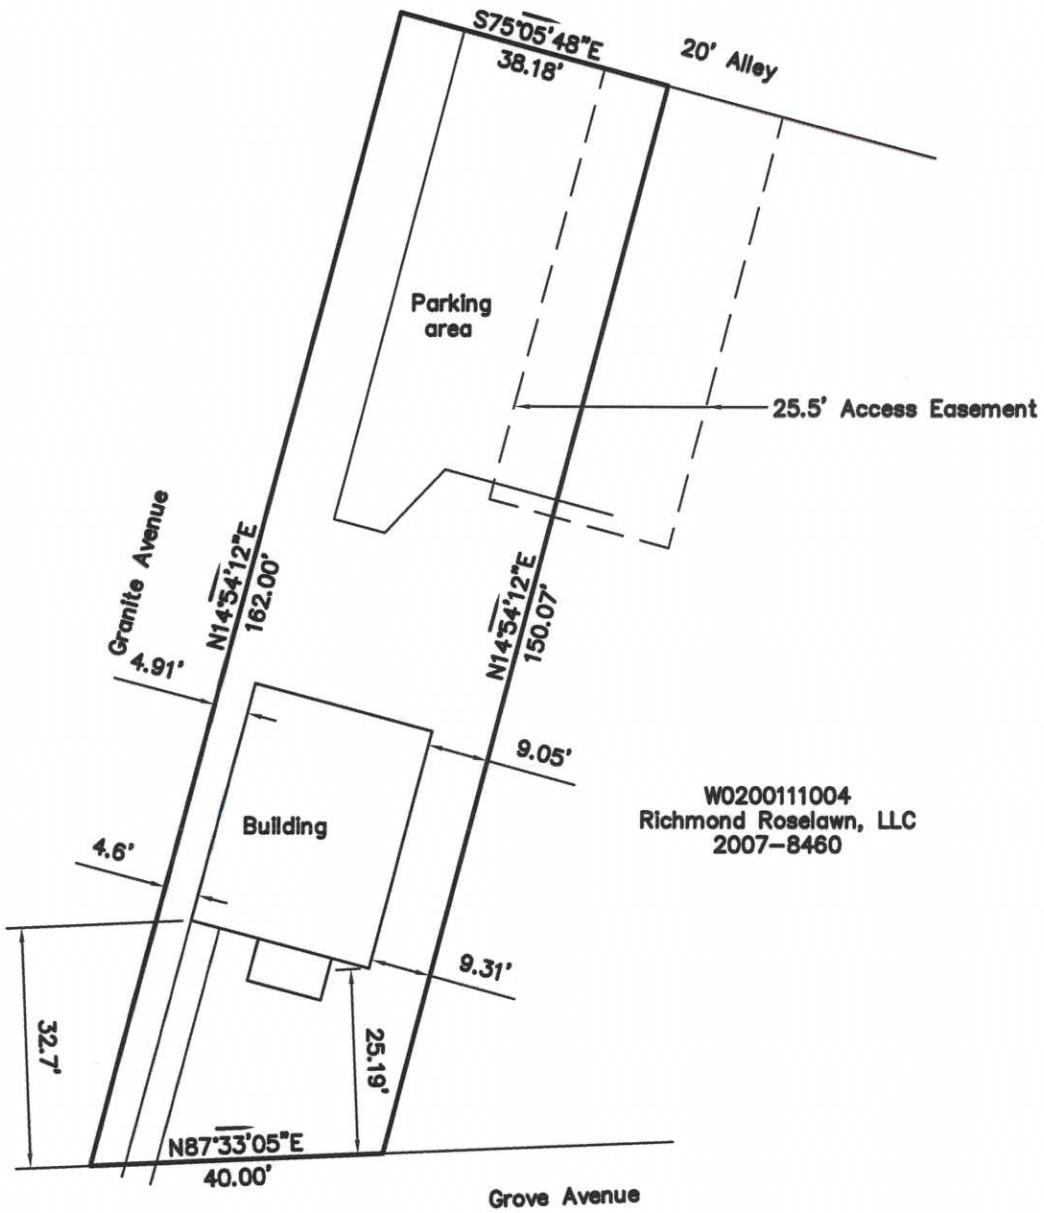 S75°05'48"E
38.18'
20' Alley
Parking
area
25.5' Access Easement
Granite Avenue
N14°54'12"E
162.00'
N14°54'12"E
150.07'
4.91'
9.05'
W0200111004
Richmond Roselawn, LLC
2007-8460
Building
4.6'
9.31'
32.7'
25.19'
N87°33'05"E
40.00'
Grove Avenue